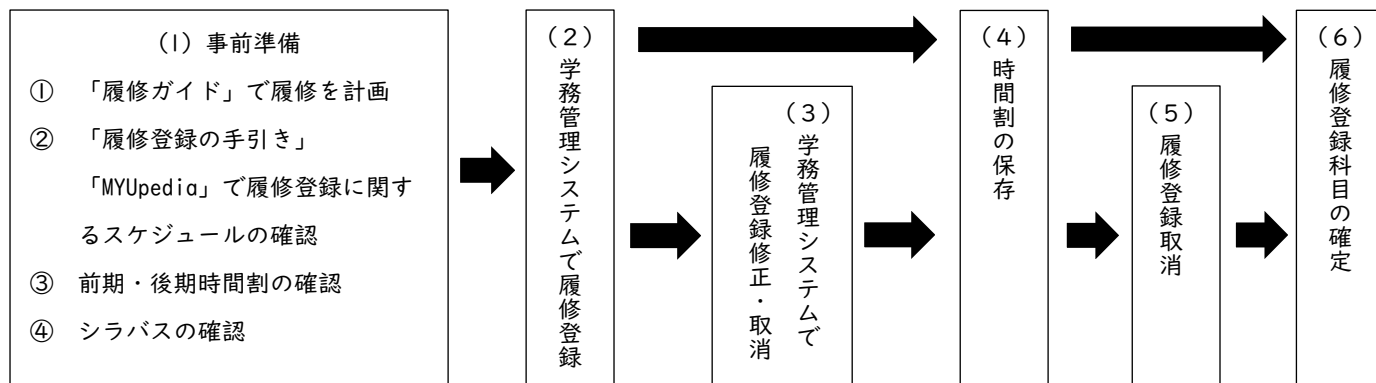 (1) 事前準備
① 「履修ガイド」で履修を計画
② 「履修登録の手引き」
「MYUpedia」で履修登録に関す
るスケジュールの確認
③ 前期・後期時間割の確認
④ シラバスの確認
(2)学務管理システムで履修登録
(3)学務管理システムで
履修登録修正・取消
(4)時間割の保存
(5)履修登録取消
(6)履修登録科目の確定